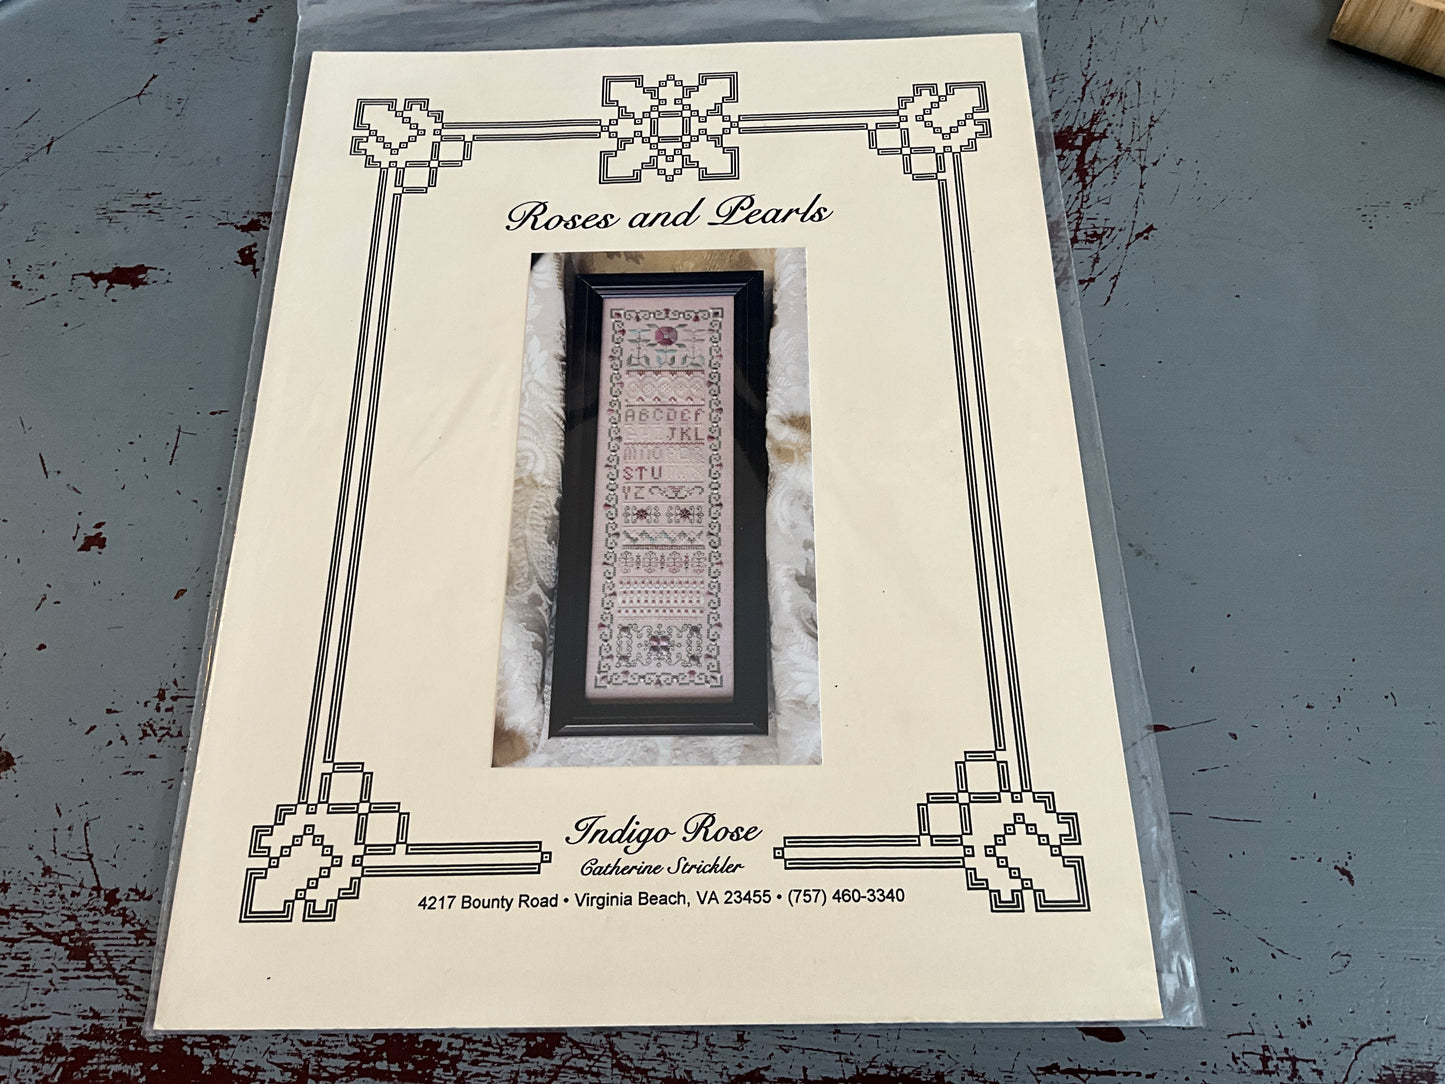 Roses and Pearls
ABCDEF
JKL
STU
YZ
Indigo Rose
Catherine Strickler
4217 Bounty Road • Virginia Beach, VA 23455 • (757) 460-3340